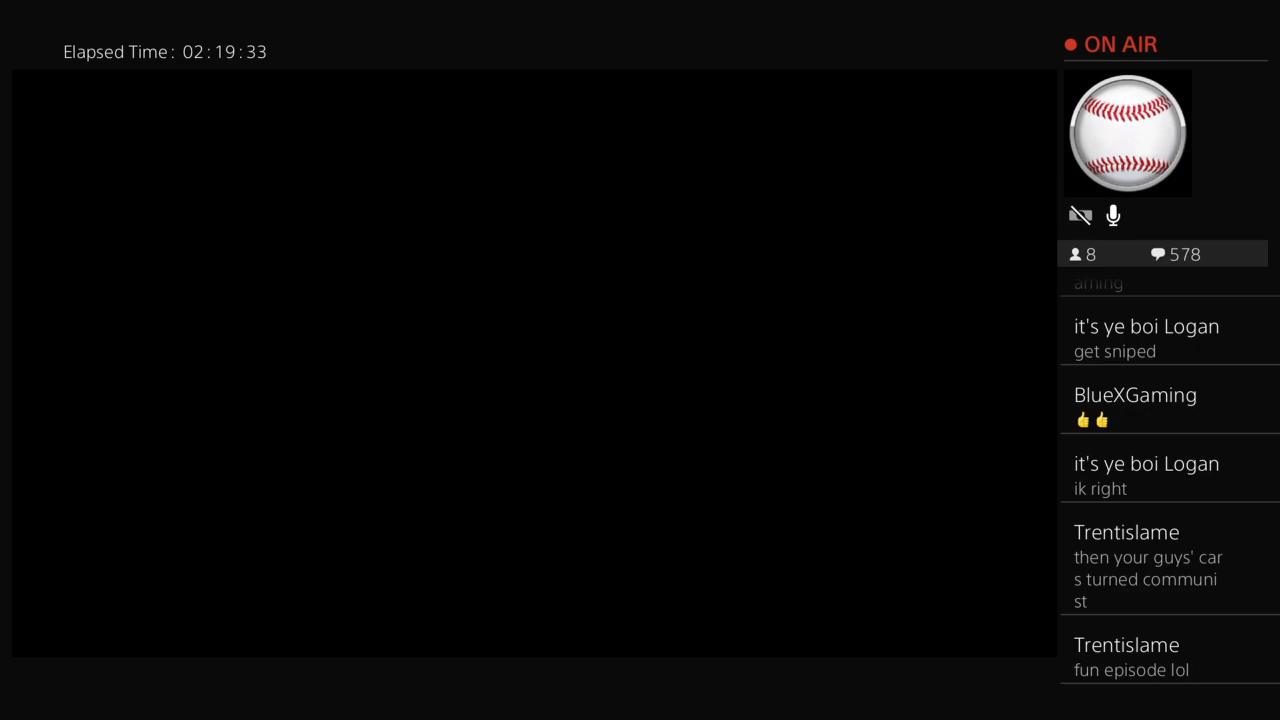 Elapsed Time: 02:19:33
ON AIR
8 578
aming
it's ye boi Logan
get sniped
BlueXGaming
👍👍
it's ye boi Logan
ik right
Trentislame
then your guys' car
s turned communi
st
Trentislame
fun episode lol